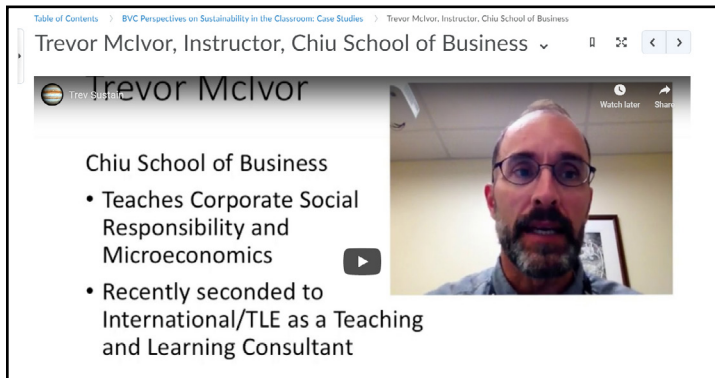 Table of Contents > BVC Perspectives on Sustainability in the Classroom: Case Studies > Trevor McIvor, Instructor, Chiu School of Business
Trevor McIvor, Instructor, Chiu School of Business
Trevor McIvor
Trev Sustain
Watch later
Share
Chiu School of Business
• Teaches Corporate Social
Responsibility and
Microeconomics
• Recently seconded to
International/TLE as a Teaching
and Learning Consultant